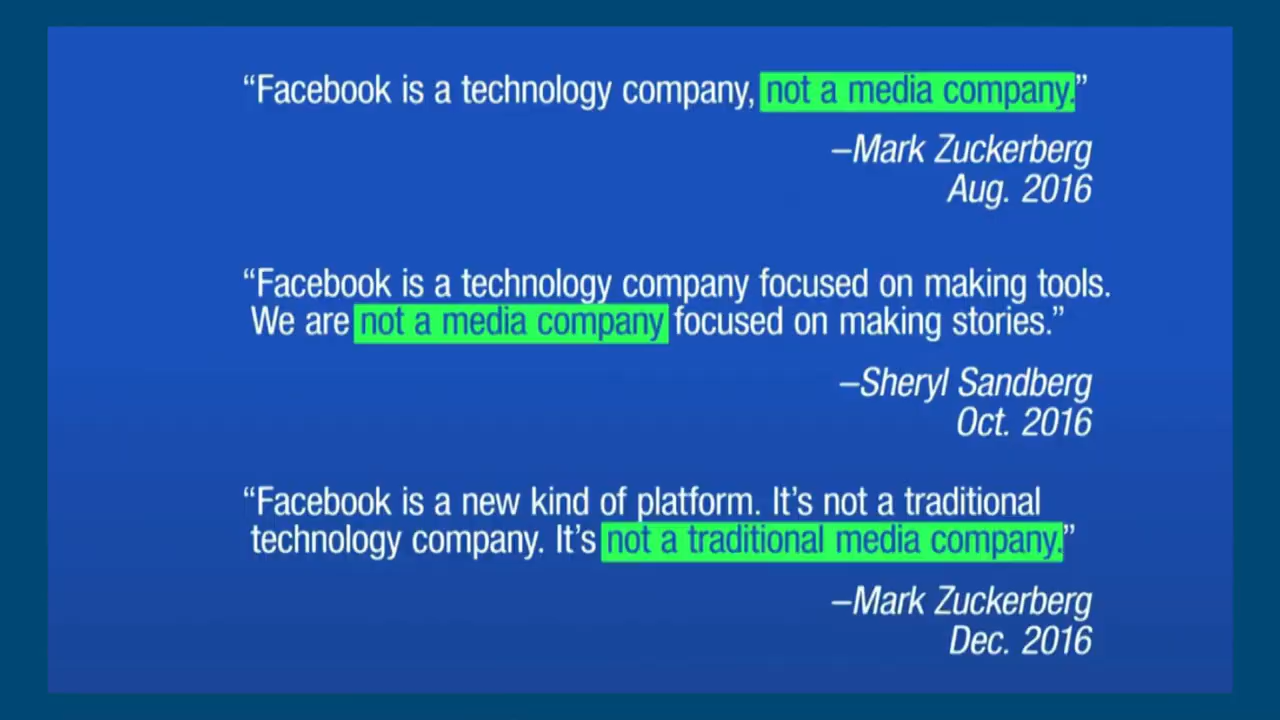 “Facebook is a technology company, not a media company.”
–Mark Zuckerberg
Aug. 2016
“Facebook is a technology company focused on making tools.
We are not a media company focused on making stories.”
–Sheryl Sandberg
Oct. 2016
“Facebook is a new kind of platform. It’s not a traditional
technology company. It’s not a traditional media company.”
–Mark Zuckerberg
Dec. 2016